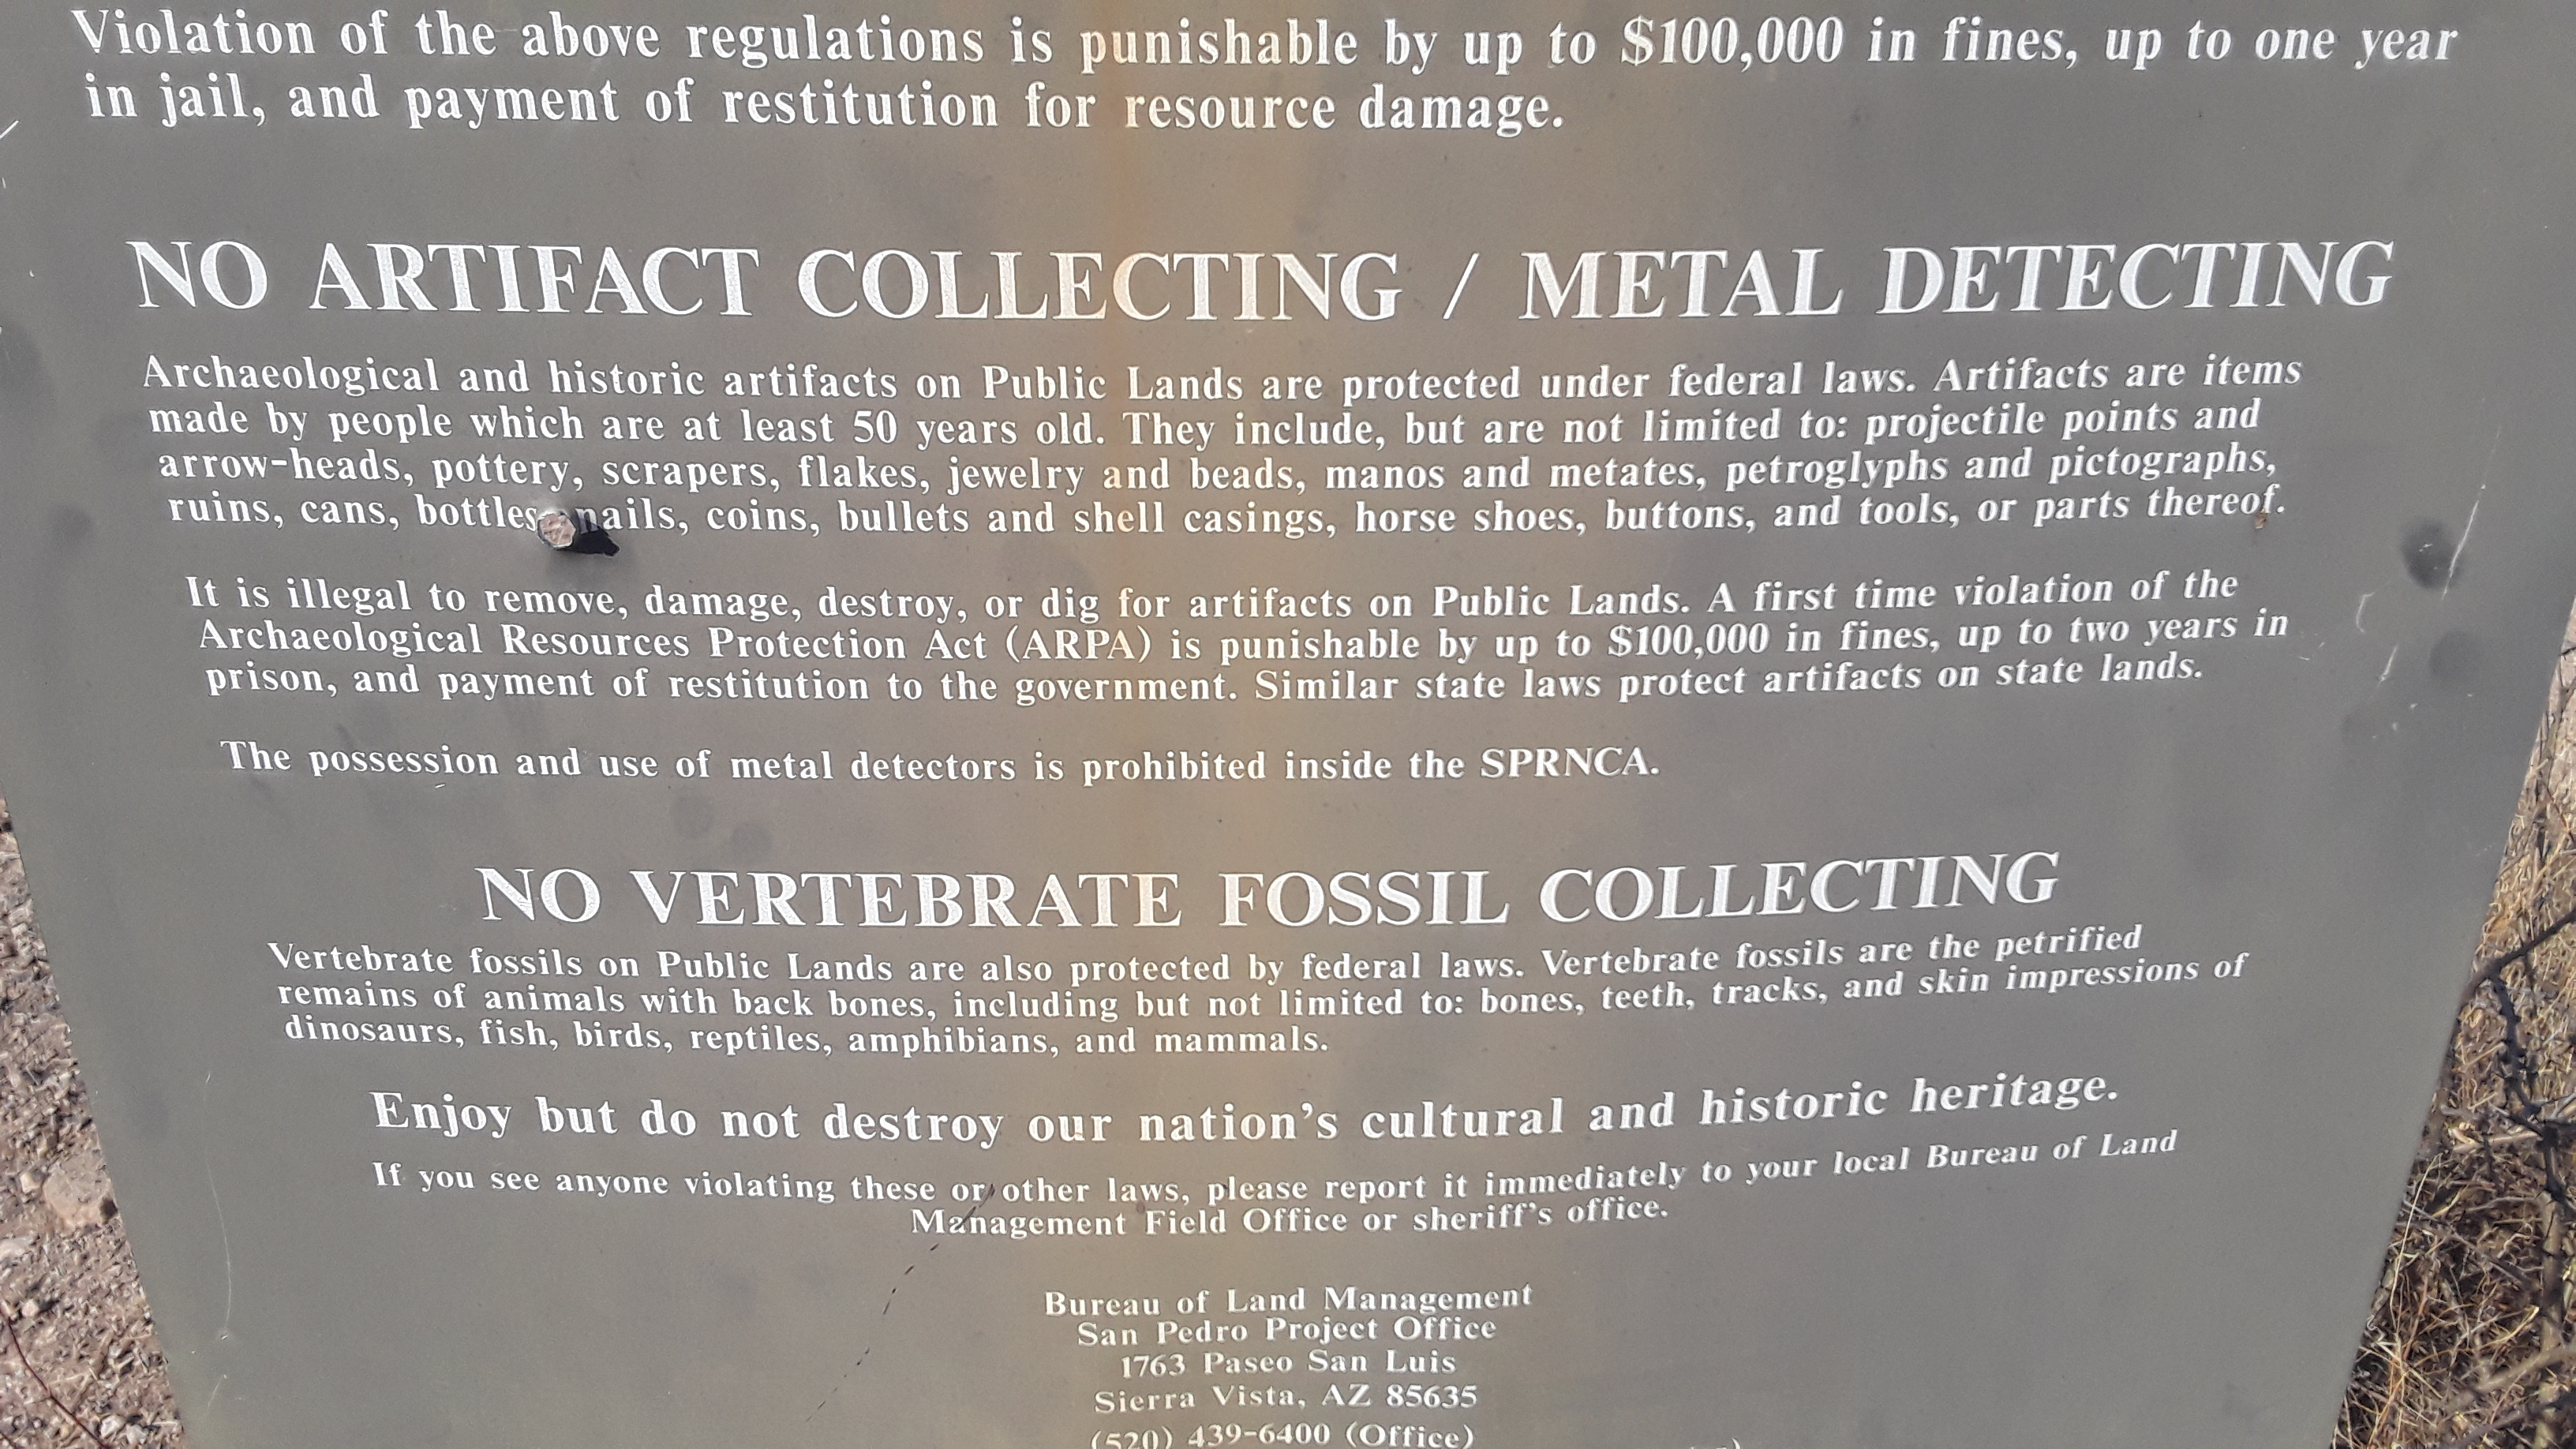 Violation of the above regulations is punishable by up to $100,000 in fines, up to one year
in jail, and payment of restitution for resource damage.
NO ARTIFACT COLLECTING / METAL DETECTING
Archaeological and historic artifacts on Public Lands are protected under federal laws. Artifacts are items
made by people which are at least 50 years old. They include, but are not limited to: projectile points and
arrow-heads, pottery, scrapers, flakes, jewelry and beads, manos and metates, petroglyphs and pictographs,
ruins, cans, bottles nails, coins, bullets and shell casings, horse shoes, buttons, and tools, or parts thereof.
It is illegal to remove, damage, destroy, or dig for artifacts on Public Lands. A first time violation of the
Archaeological Resources Protection Act (ARPA) is punishable by up to $100,000 in fines, up to two years in
prison, and payment of restitution to the government. Similar state laws protect artifacts on state lands.
The possession and use of metal detectors is prohibited inside the SPRNCA.
NO VERTEBRATE FOSSIL COLLECTING
Vertebrate fossils on Public Lands are also protected by federal laws. Vertebrate fossils are the petrified
remains of animals with back bones, including but not limited to: bones, teeth, tracks, and skin impressions of
dinosaurs, fish, birds, reptiles, amphibians, and mammals.
Enjoy but do not destroy our nation's cultural and historic heritage.
If you see anyone violating these or other laws, please report it immediately to your local Bureau of Land
Management Field Office or sheriff's office.
Bureau of Land Management
San Pedro Project Office
1763 Paseo San Luis
Sierra Vista, AZ 85635
(520) 439-6400 (Office)